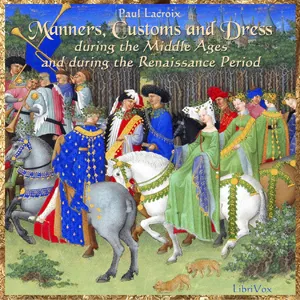 Paul Lacroix
Manners, Customs and Dress
during the Middle Ages
and during the Renaissance Period
LibriVox